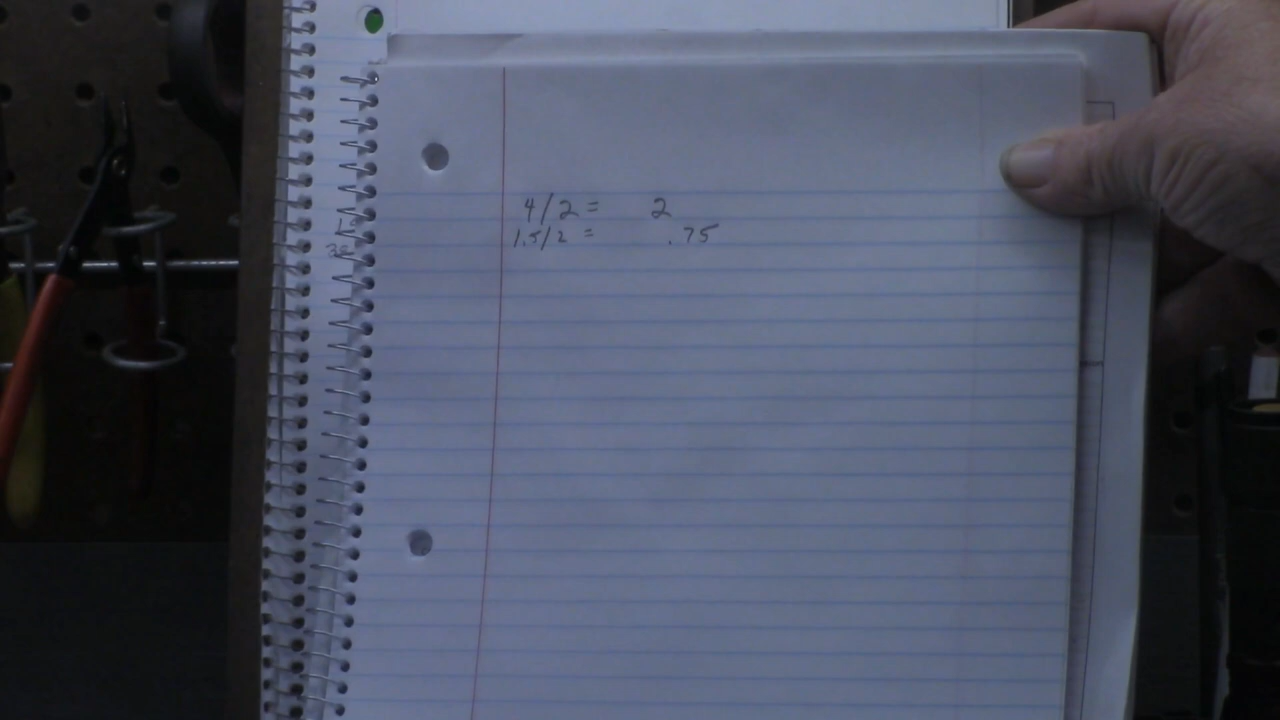 4/2 = 2
1.5/2 = .75